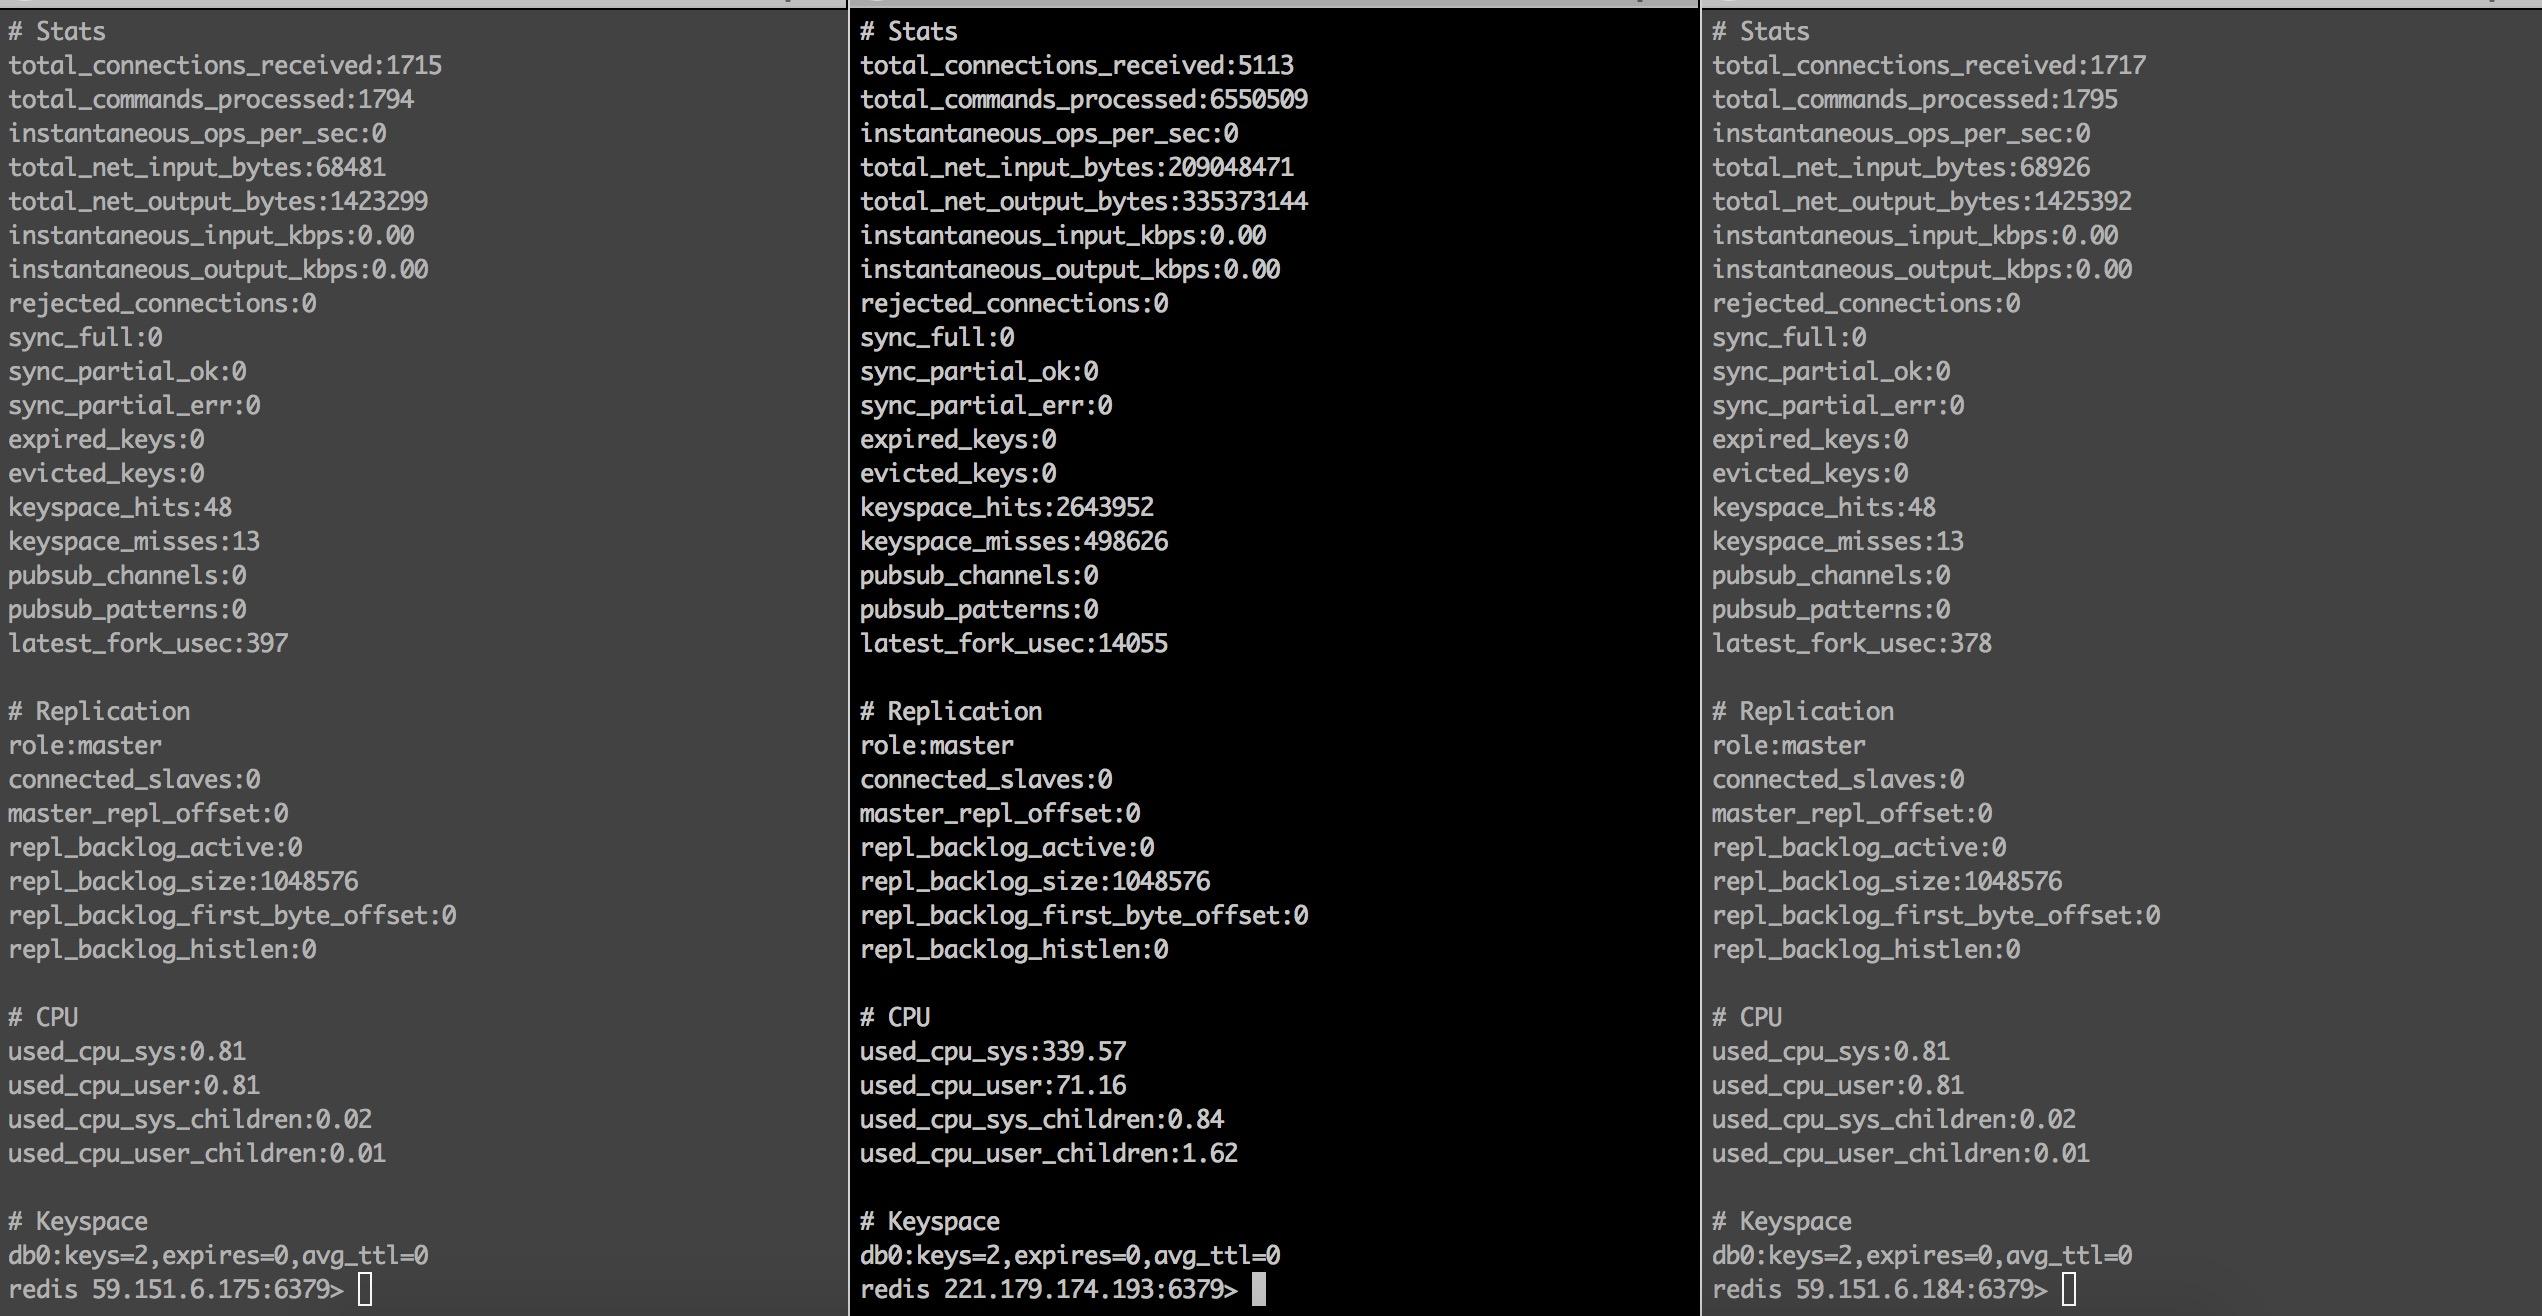 # Stats
total_connections_received:1715
total_commands_processed:1794
instantaneous_ops_per_sec:0
total_net_input_bytes:68481
total_net_output_bytes:1423299
instantaneous_input_kbps:0.00
instantaneous_output_kbps:0.00
rejected_connections:0
sync_full:0
sync_partial_ok:0
sync_partial_err:0
expired_keys:0
evicted_keys:0
keyspace_hits:48
keyspace_misses:13
pubsub_channels:0
pubsub_patterns:0
latest_fork_usec:397

# Replication
role:master
connected_slaves:0
master_repl_offset:0
repl_backlog_active:0
repl_backlog_size:1048576
repl_backlog_first_byte_offset:0
repl_backlog_histlen:0

# CPU
used_cpu_sys:0.81
used_cpu_user:0.81
used_cpu_sys_children:0.02
used_cpu_user_children:0.01

# Keyspace
db0:keys=2,expires=0,avg_ttl=0
redis 59.151.6.175:6379>

# Stats
total_connections_received:5113
total_commands_processed:6550509
instantaneous_ops_per_sec:0
total_net_input_bytes:209048471
total_net_output_bytes:335373144
instantaneous_input_kbps:0.00
instantaneous_output_kbps:0.00
rejected_connections:0
sync_full:0
sync_partial_ok:0
sync_partial_err:0
expired_keys:0
evicted_keys:0
keyspace_hits:2643952
keyspace_misses:498626
pubsub_channels:0
pubsub_patterns:0
latest_fork_usec:14055

# Replication
role:master
connected_slaves:0
master_repl_offset:0
repl_backlog_active:0
repl_backlog_size:1048576
repl_backlog_first_byte_offset:0
repl_backlog_histlen:0

# CPU
used_cpu_sys:339.57
used_cpu_user:71.16
used_cpu_sys_children:0.84
used_cpu_user_children:1.62

# Keyspace
db0:keys=2,expires=0,avg_ttl=0
redis 221.179.174.193:6379>

# Stats
total_connections_received:1717
total_commands_processed:1795
instantaneous_ops_per_sec:0
total_net_input_bytes:68926
total_net_output_bytes:1425392
instantaneous_input_kbps:0.00
instantaneous_output_kbps:0.00
rejected_connections:0
sync_full:0
sync_partial_ok:0
sync_partial_err:0
expired_keys:0
evicted_keys:0
keyspace_hits:48
keyspace_misses:13
pubsub_channels:0
pubsub_patterns:0
latest_fork_usec:378

# Replication
role:master
connected_slaves:0
master_repl_offset:0
repl_backlog_active:0
repl_backlog_size:1048576
repl_backlog_first_byte_offset:0
repl_backlog_histlen:0

# CPU
used_cpu_sys:0.81
used_cpu_user:0.81
used_cpu_sys_children:0.02
used_cpu_user_children:0.01

# Keyspace
db0:keys=2,expires=0,avg_ttl=0
redis 59.151.6.184:6379>